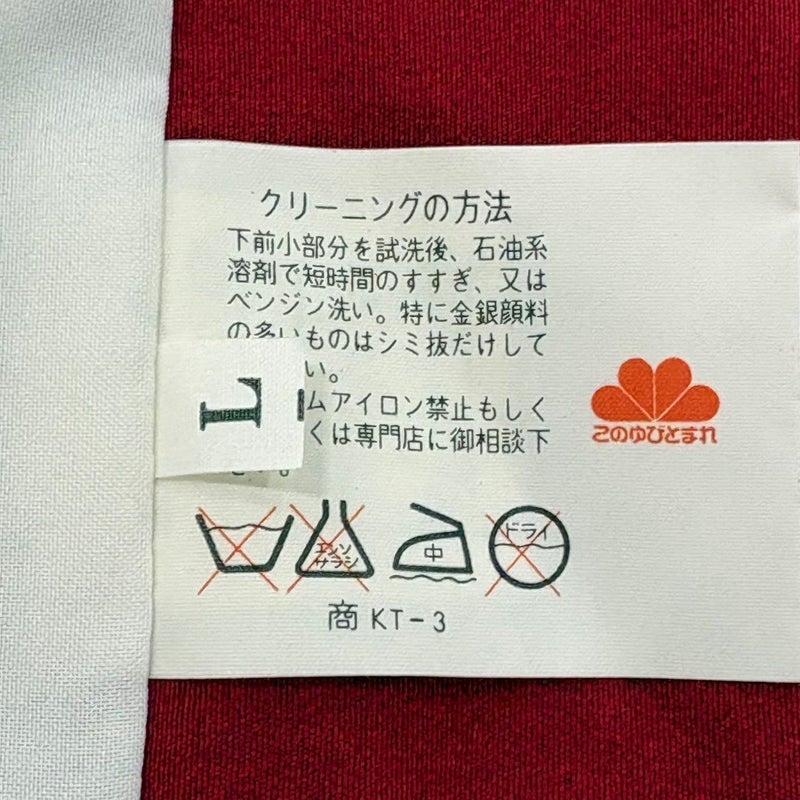 クリーニングの方法
下前小部分を試洗後、石油系
溶剤で短時間のすすぎ、又は
ベンジン洗い。特に金銀顔料
の多いものはシミ抜だけして
い。
ムアイロン禁止もしく
くは専門店に御相談下
L
このゆびとまれ
エンソ
サラシ
中
ドライ
商 KT-3